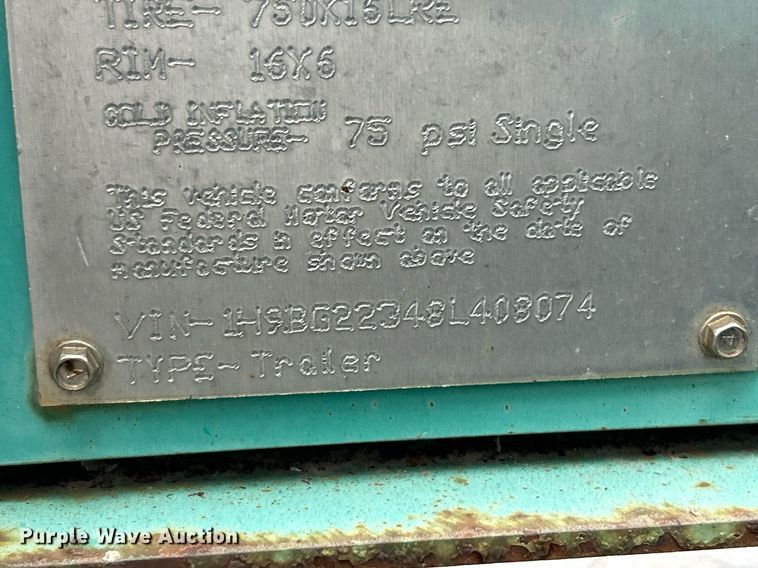 TIRE- 750X16LRE
RIM- 16X6
COLD INFLATION
PRESSURE- 75 psi Single
This vehicle conforms to all applicable
US Federal Motor Vehicle Safety
Standards in effect on the date of
manufacture shown above
VIN-1H9BG22348L408074
TYPE-Trailer
Purple Wave Auction